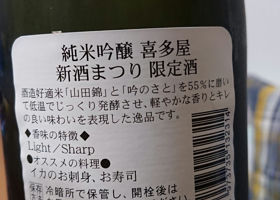 純米吟醸 喜多屋
新酒まつり 限定酒
酒造好適米「山田錦」と「吟のさと」を55%に磨い
て低温でじっくり発酵させ、軽やかな香りとキレ
の良い味わいを表現した逸品です。
◆香味の特徴◆
Light／Sharp
●オススメの料理●
イカのお刺身、お寿司
保存 冷暗所で保管し、開栓後は